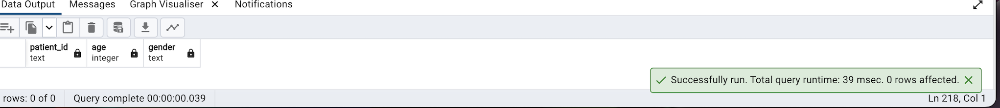 Data Output Messages Graph Visualiser Notifications
patient_id age gender
text integer text
Successfully run. Total query runtime: 39 msec. 0 rows affected.
rows: 0 of 0 Query complete 00:00:00.039 Ln 218, Col 1